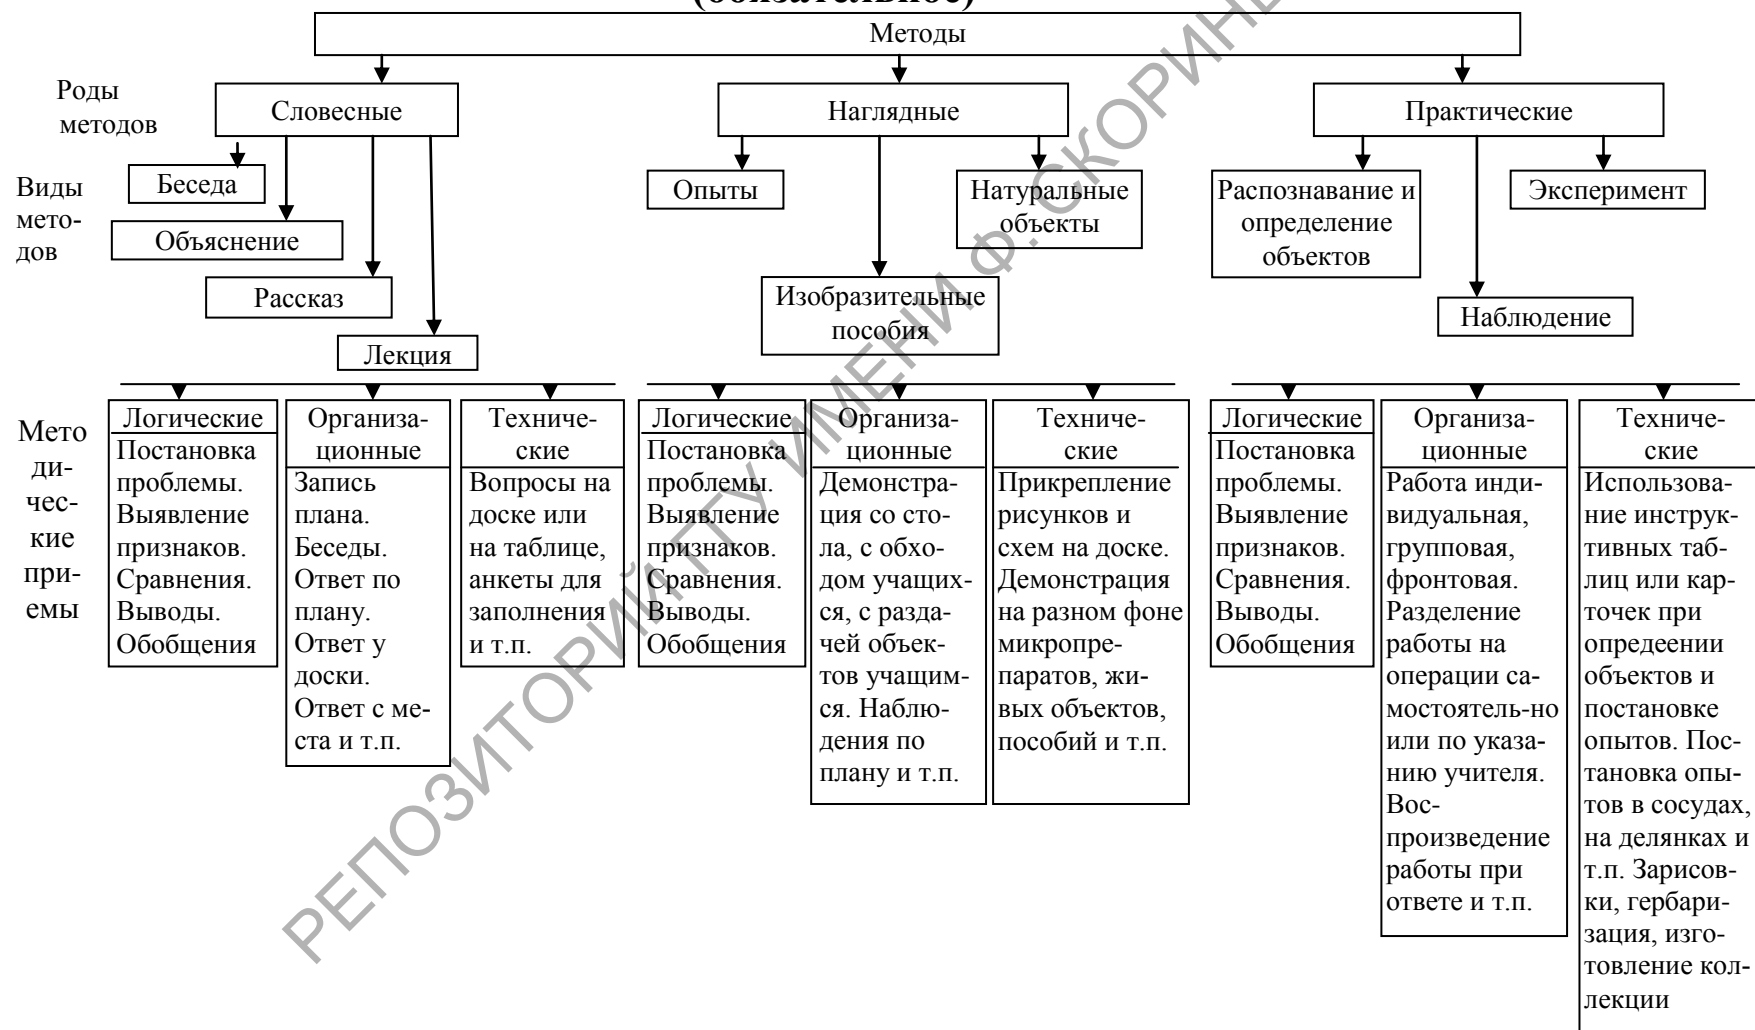 (обязательное)
Методы
Роды
методов
Словесные
Наглядные
Практические
Виды
мето-
дов
Беседа
Объяснение
Рассказ
Лекция
Опыты
Натуральные
объекты
Изобразительные
пособия
Распознавание и
определение
объектов
Эксперимент
Наблюдение
Мето
ди-
чес-
кие
при-
емы
Логические
Постановка
проблемы.
Выявление
признаков.
Сравнения.
Выводы.
Обобщения
Организа-
ционные
Запись
плана.
Беседы.
Ответ по
плану.
Ответ у
доски.
Ответ с ме-
ста и т.п.
Техниче-
ские
Вопросы на
доске или
на таблице,
анкеты для
заполнения
и т.п.
Логические
Постановка
проблемы.
Выявление
признаков.
Сравнения.
Выводы.
Обобщения
Организа-
ционные
Демонстра-
ция со сто-
ла, с обхо-
дом учащих-
ся, с разда-
чей объек-
тов учащим-
ся. Наблю-
дения по
плану и т.п.
Техниче-
ские
Прикрепление
рисунков и
схем на доске.
Демонстрация
на разном фоне
микропре-
паратов, жи-
вых объектов,
пособий и т.п.
Логические
Постановка
проблемы.
Выявление
признаков.
Сравнения.
Выводы.
Обобщения
Организа-
ционные
Работа инди-
видуальная,
групповая,
фронтовая.
Разделение
работы на
операции са-
мостоятель-но
или по указа-
нию учителя.
Вос-
произведение
работы при
ответе и т.п.
Техниче-
ские
Использова-
ние инструк-
тивных таб-
лиц или кар-
точек при
опредеении
объектов и
постановке
опытов. Пос-
тановка опы-
тов в сосудах,
на делянках и
т.п. Зарисов-
ки, гербари-
зация, изго-
товление кол-
лекции
РЕПОЗИТОРИЙ ГГУ ИМЕНИ Ф. СКОРИНЫ